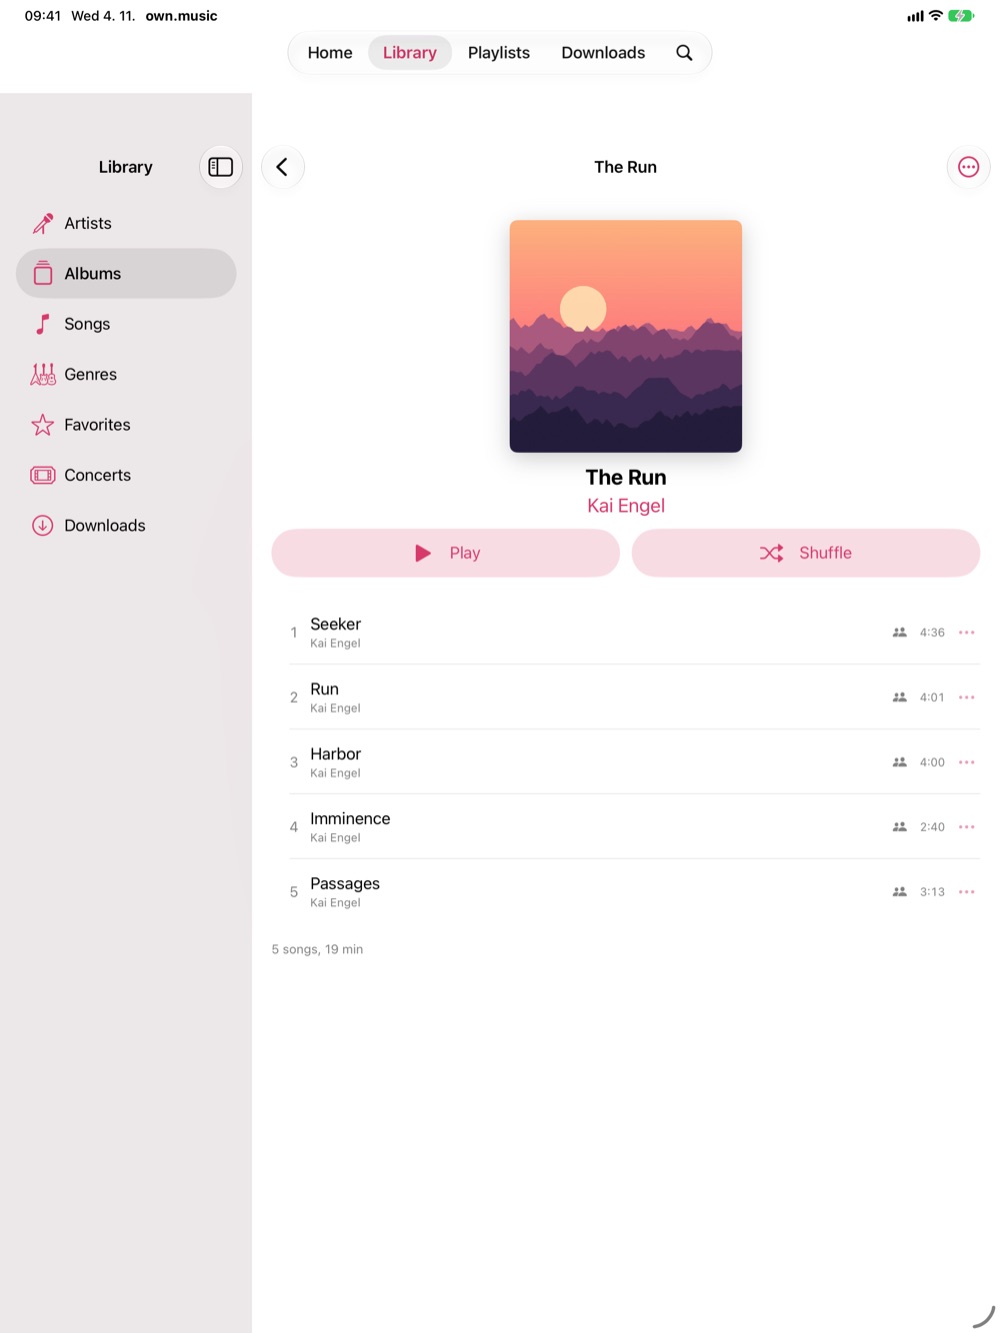 09:41 Wed 4. 11. own.music
Home Library Playlists Downloads
Library
The Run
Artists
Albums
Songs
Genres
Favorites
Concerts
Downloads
The Run
Kai Engel
Play
Shuffle
1 Seeker 4:36
Kai Engel
2 Run 4:01
Kai Engel
3 Harbor 4:00
Kai Engel
4 Imminence 2:40
Kai Engel
5 Passages 3:13
Kai Engel
5 songs, 19 min